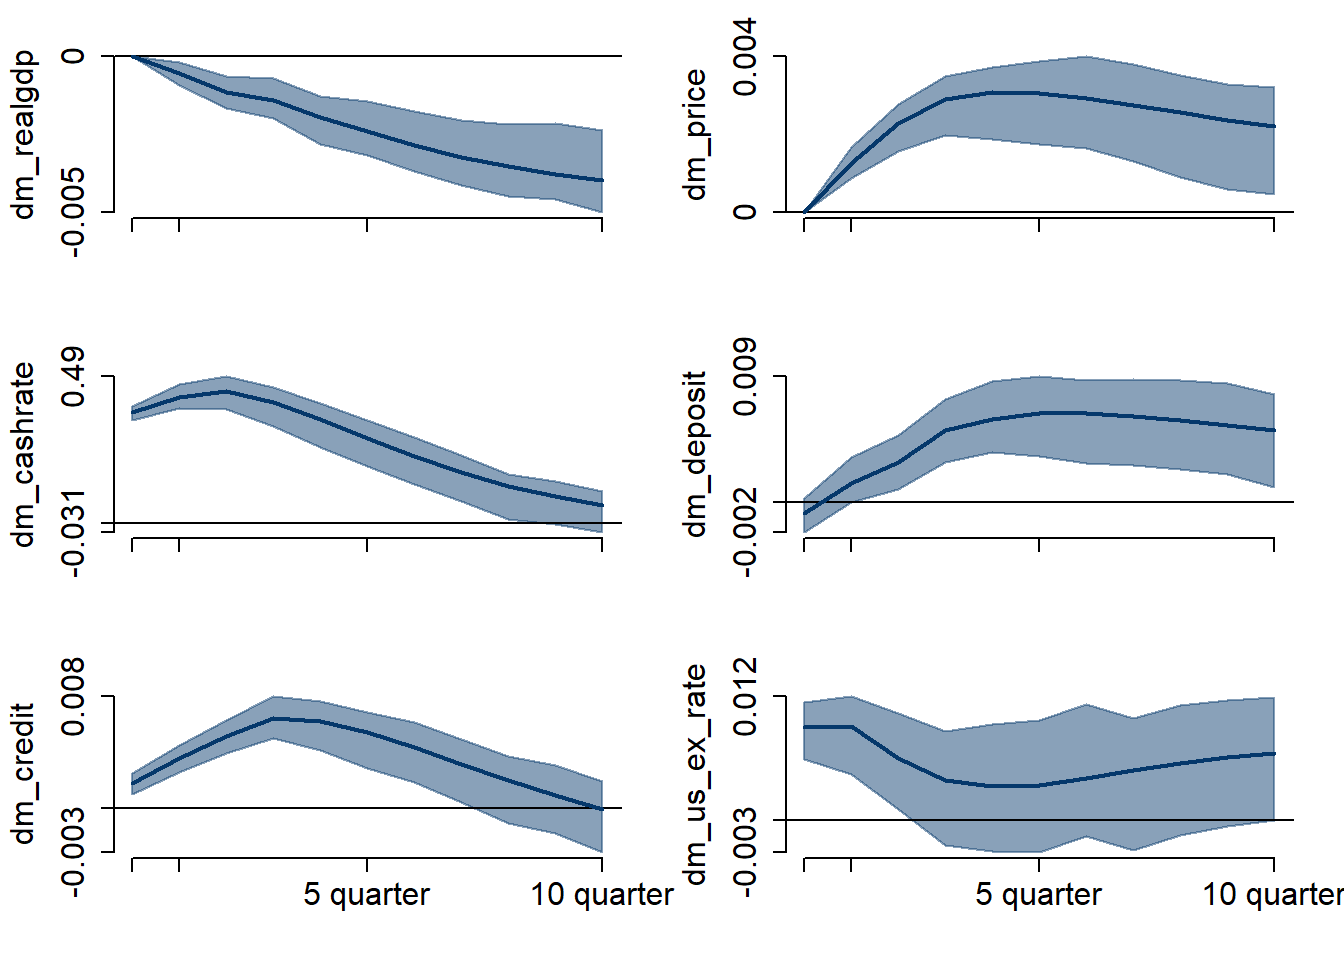 dm_realgdp
0
-0.005
dm_price
0.004
0
dm_cashrate
0.49
-0.031
dm_deposit
0.009
-0.002
dm_credit
0.008
-0.003
5 quarter
10 quarter
dm_us_ex_rate
0.012
-0.003
5 quarter
10 quarter